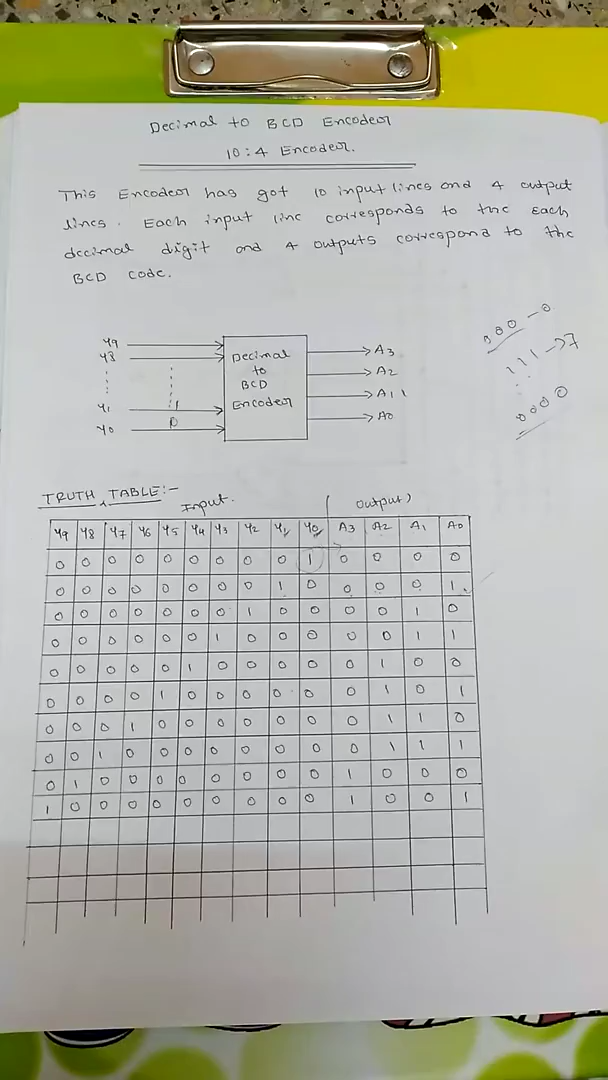 Decimal to BCD Encoder
10:4 Encoder.
This Encoder has got 10 input lines and 4 output
lines. Each input line corresponds to the each
decimal digit and 4 outputs correspond to the
BCD code.
Y9
Y8
Y1
Y0
1
0
Decimal
to
BCD
Encoder
A3
A2
A1
A0
000-0
111->7
0000
TRUTH TABLE:-
Input. (output)
Y9 Y8 Y7 Y6 Y5 Y4 Y3 Y2 Y1 Y0 A3 A2 A1 A0
0 0 0 0 0 0 0 0 0 1 0 0 0 0
0 0 0 0 0 0 0 0 1 0 0 0 0 1
0 0 0 0 0 0 0 1 0 0 0 0 1 0
0 0 0 0 0 0 1 0 0 0 0 0 1 1
0 0 0 0 0 1 0 0 0 0 0 1 0 0
0 0 0 0 1 0 0 0 0 0 0 1 0 1
0 0 0 1 0 0 0 0 0 0 0 1 1 0
0 0 1 0 0 0 0 0 0 0 0 1 1 1
0 1 0 0 0 0 0 0 0 0 1 0 0 0
1 0 0 0 0 0 0 0 0 0 1 0 0 1